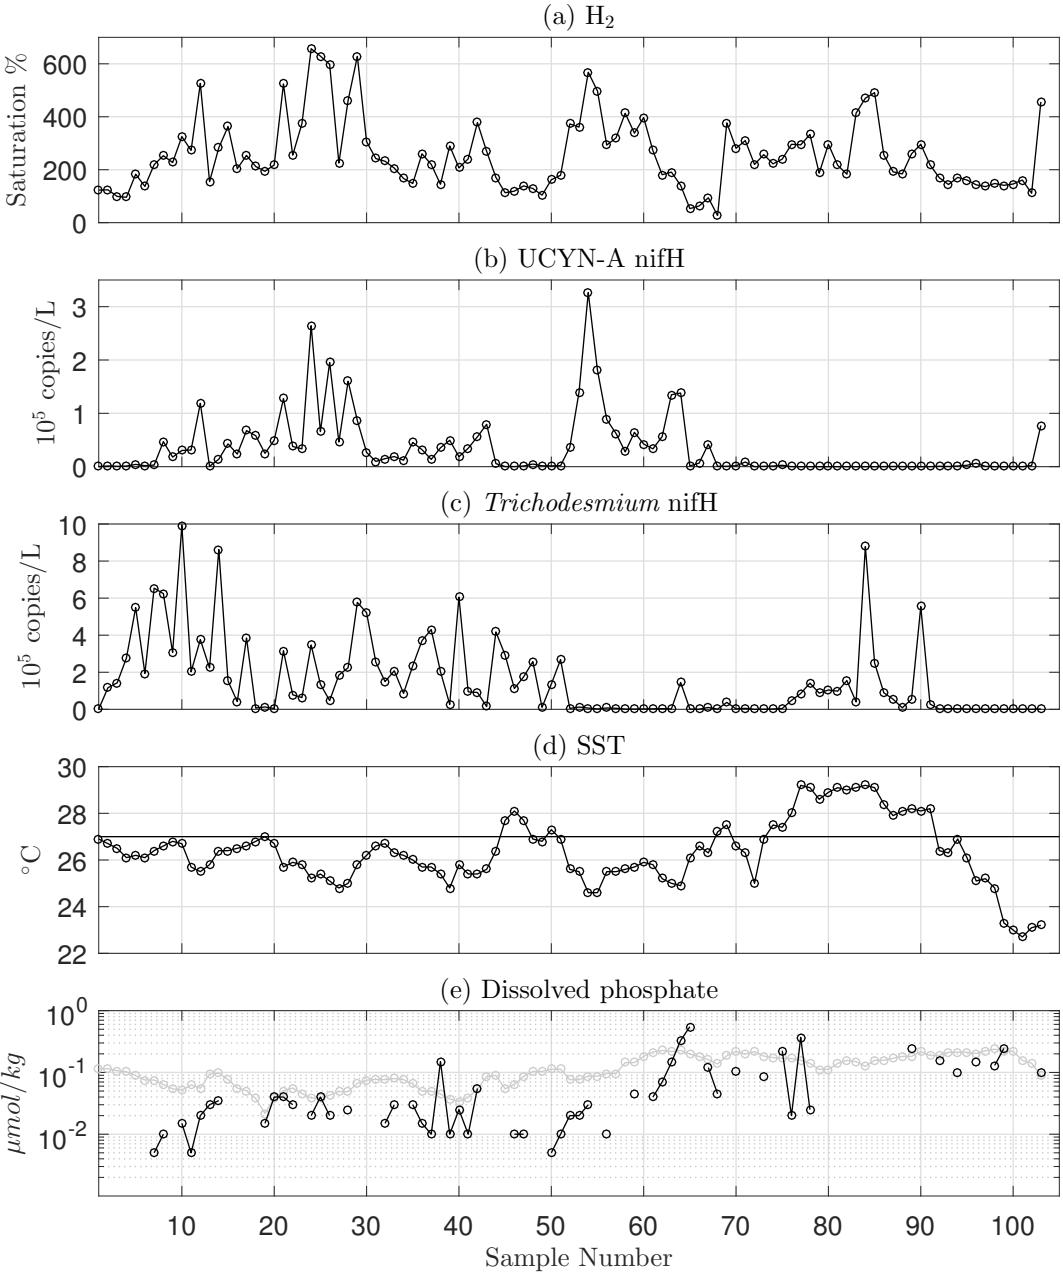 (a) H₂
Saturation %
600
400
200
0
(b) UCYN-A nifH
10⁵ copies/L
3
2
1
0
(c) Trichodesmium nifH
10⁵ copies/L
10
8
6
4
2
0
(d) SST
°C
30
28
26
24
22
(e) Dissolved phosphate
μmol/kg
10⁰
10⁻¹
10⁻²
10 20 30 40 50 60 70 80 90 100
Sample Number